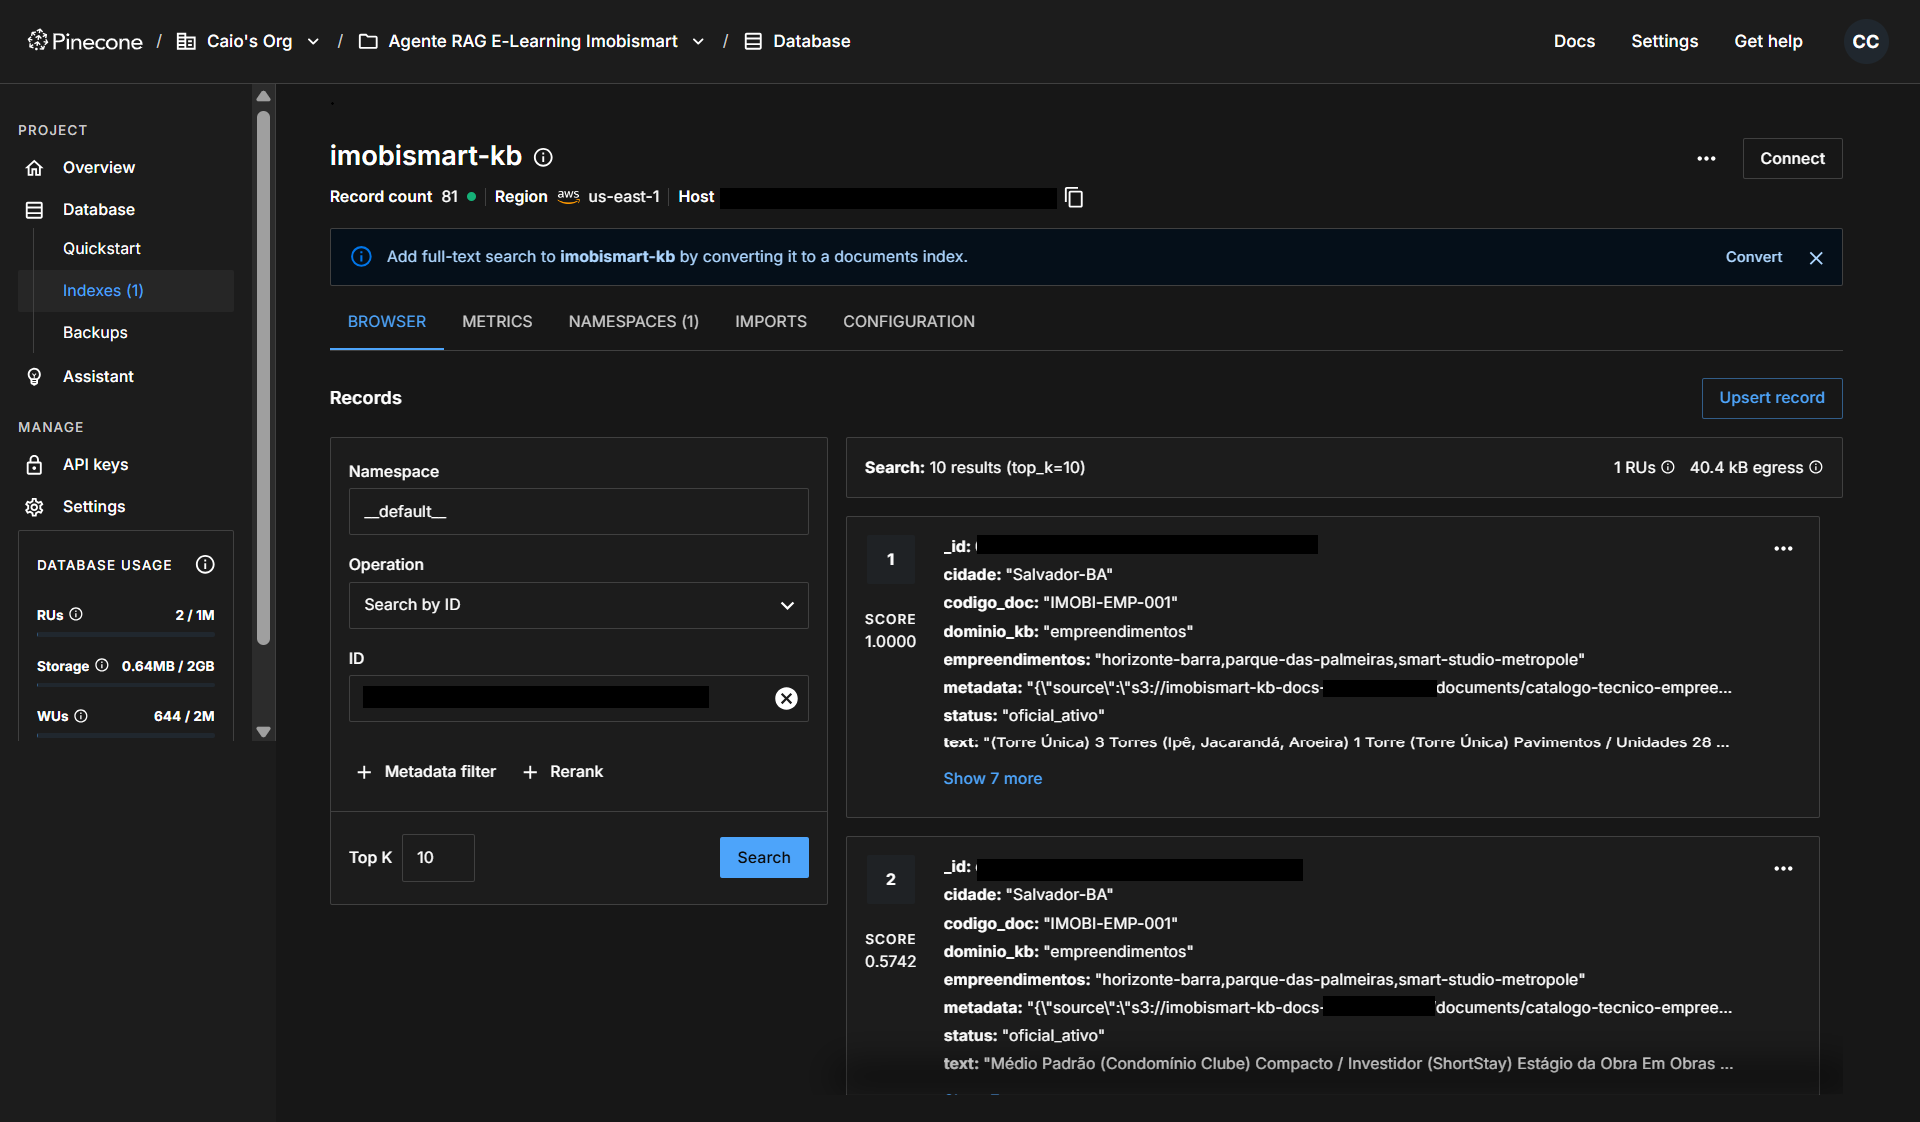 Pinecone / Caio's Org / Agente RAG E-Learning Imobismart / Database
Docs Settings Get help CC
PROJECT
Overview
Database
Quickstart
Indexes (1)
Backups
Assistant
MANAGE
API keys
Settings
DATABASE USAGE
RUs 2 / 1M
Storage 0.64MB / 2GB
WUs 644 / 2M
imobismart-kb
Connect
Record count 81 Region aws us-east-1 Host
Add full-text search to imobismart-kb by converting it to a documents index.
Convert
BROWSER METRICS NAMESPACES (1) IMPORTS CONFIGURATION
Records
Upsert record
Namespace
__default__
Operation
Search by ID
ID
+ Metadata filter + Rerank
Top K 10 Search
Search: 10 results (top_k=10) 1 RUs 40.4 kB egress
1
SCORE
1.0000
_id:
cidade: "Salvador-BA"
codigo_doc: "IMOBI-EMP-001"
dominio_kb: "empreendimentos"
empreendimentos: "horizonte-barra,parque-das-palmeiras,smart-studio-metropole"
metadata: "{\"source\":\"s3://imobismart-kb-docs- documents/catalogo-tecnico-empree...
status: "oficial_ativo"
text: "(Torre Única) 3 Torres (Ipê, Jacarandá, Aroeira) 1 Torre (Torre Única) Pavimentos / Unidades 28 ...
Show 7 more
2
SCORE
0.5742
_id:
cidade: "Salvador-BA"
codigo_doc: "IMOBI-EMP-001"
dominio_kb: "empreendimentos"
empreendimentos: "horizonte-barra,parque-das-palmeiras,smart-studio-metropole"
metadata: "{\"source\":\"s3://imobismart-kb-docs- documents/catalogo-tecnico-empree...
status: "oficial_ativo"
text: "Médio Padrão (Condomínio Clube) Compacto / Investidor (ShortStay) Estágio da Obra Em Obras ...